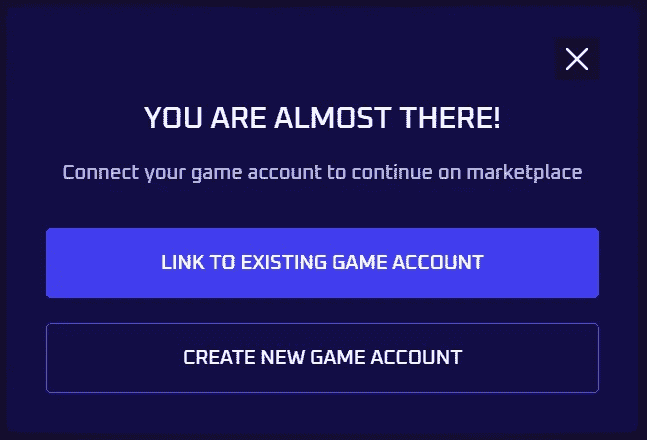 YOU ARE ALMOST THERE!
Connect your game account to continue on marketplace
LINK TO EXISTING GAME ACCOUNT
CREATE NEW GAME ACCOUNT